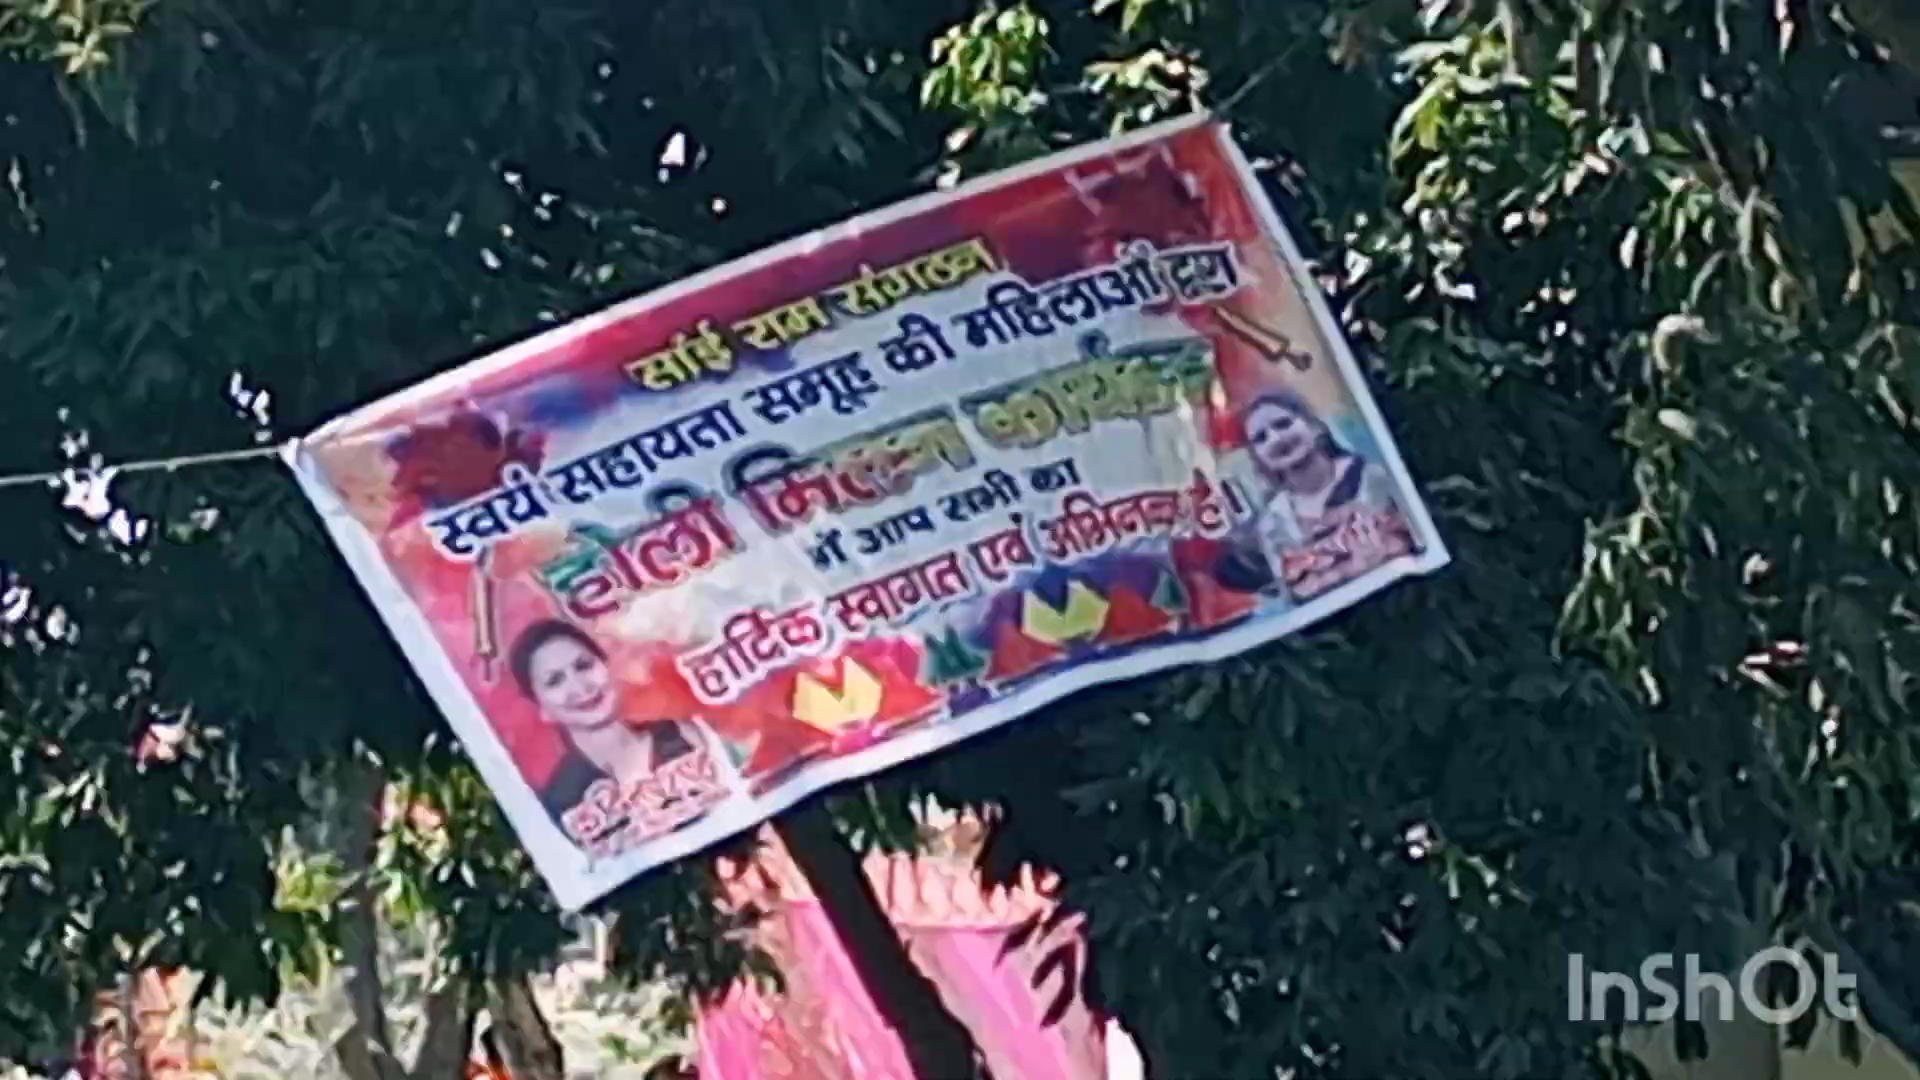 सांई राम संगठन
स्वयं सहायता समूह की महिलाओं द्वारा
होली मिलन कार्यक्रम
में आप सभी का
हार्दिक स्वागत एवं अभिनन्दन है।
InShOt